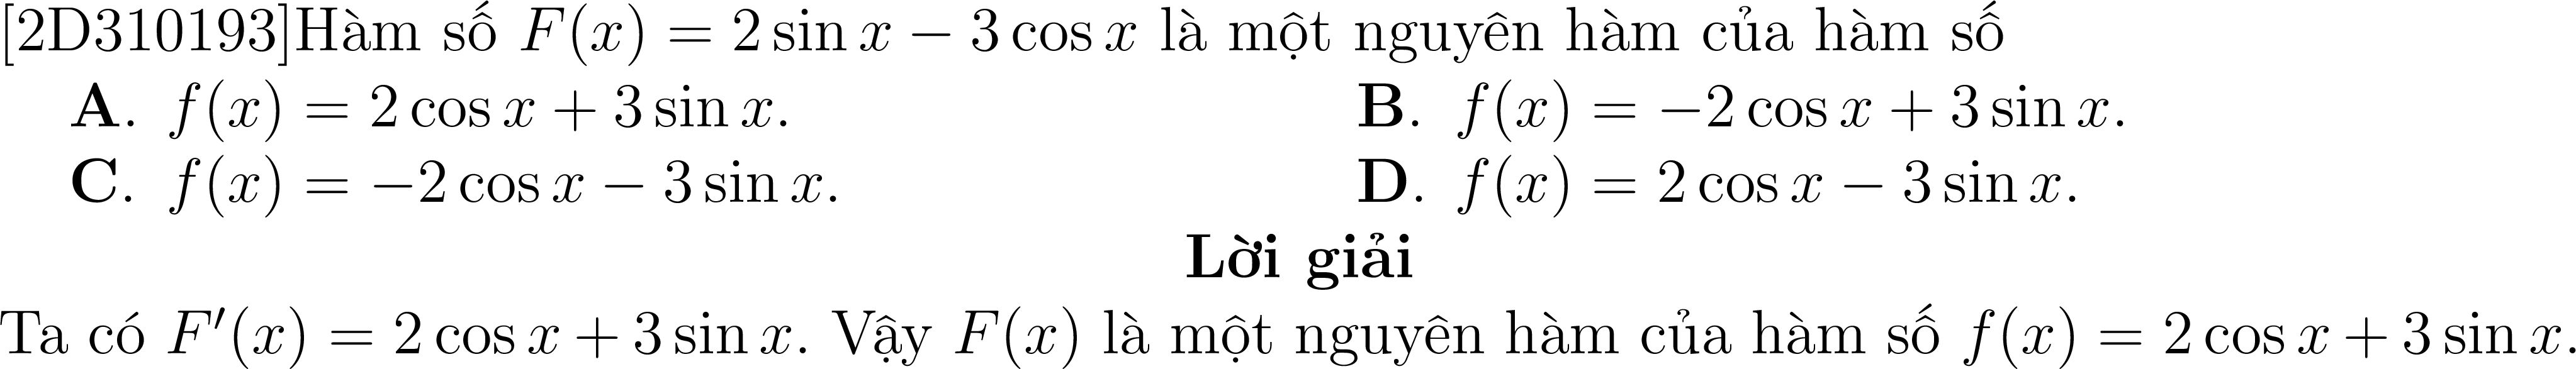 [2D310193]Hàm số F(x) = 2 sin x − 3 cos x là một nguyên hàm của hàm số
A. f(x) = 2 cos x + 3 sin x. B. f(x) = −2 cos x + 3 sin x.
C. f(x) = −2 cos x − 3 sin x. D. f(x) = 2 cos x − 3 sin x.
Lời giải
Ta có F′(x) = 2 cos x + 3 sin x. Vậy F(x) là một nguyên hàm của hàm số f(x) = 2 cos x + 3 sin x.